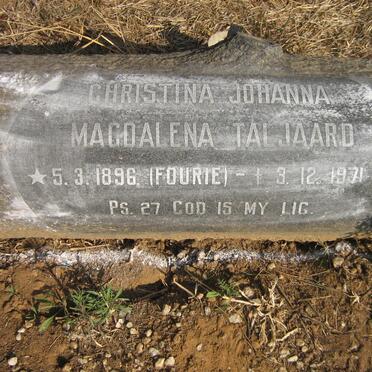 CHRISTINA JOHANNA
MAGDALENA TALJAARD
★ 5.3.1896 (FOURIE) - † 3.12.1971
PS. 27 GOD IS MY LIG.